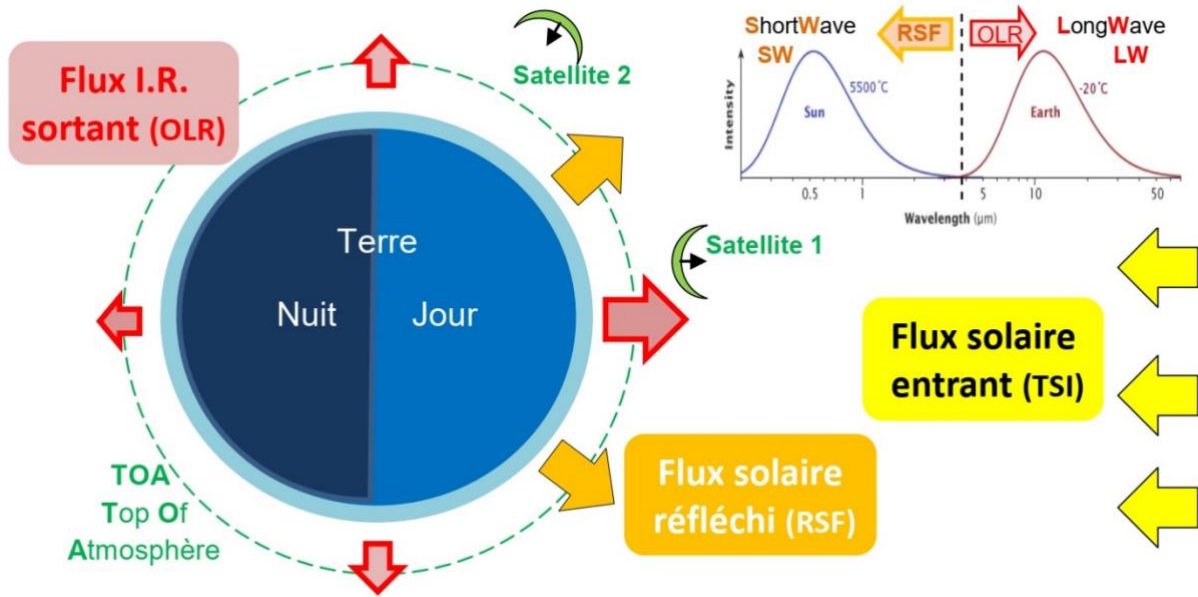 Flux I.R.
sortant (OLR)
Satellite 2
Terre
Nuit
Jour
Satellite 1
TOA
Top Of
Atmosphère
Flux solaire
réfléchi (RSF)
Flux solaire
entrant (TSI)
ShortWave
SW
RSF
OLR
LongWave
LW
Intensity
5500°C
Sun
-20°C
Earth
0.5 1 5 10 50
Wavelength (μm)